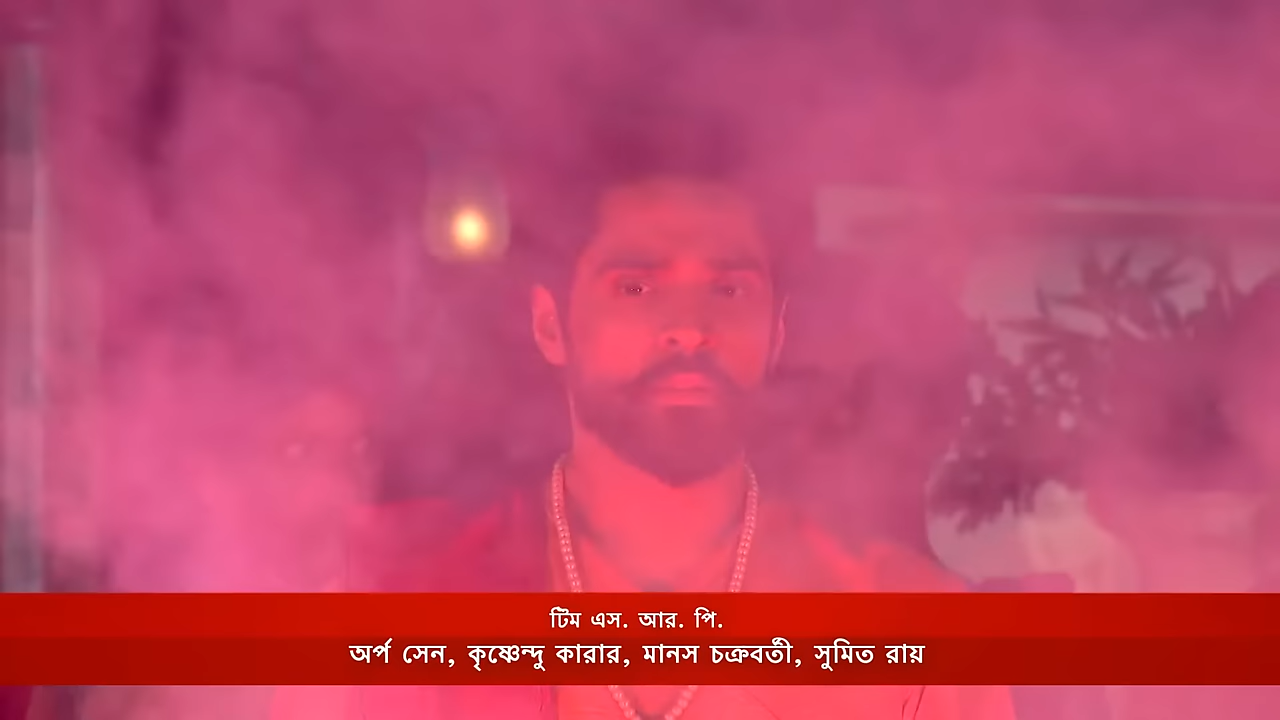 টিম এস. আর. পি.
অর্প সেন, কৃষ্ণেন্দু কারার, মানস চক্রবর্তী, সুমিত রায়